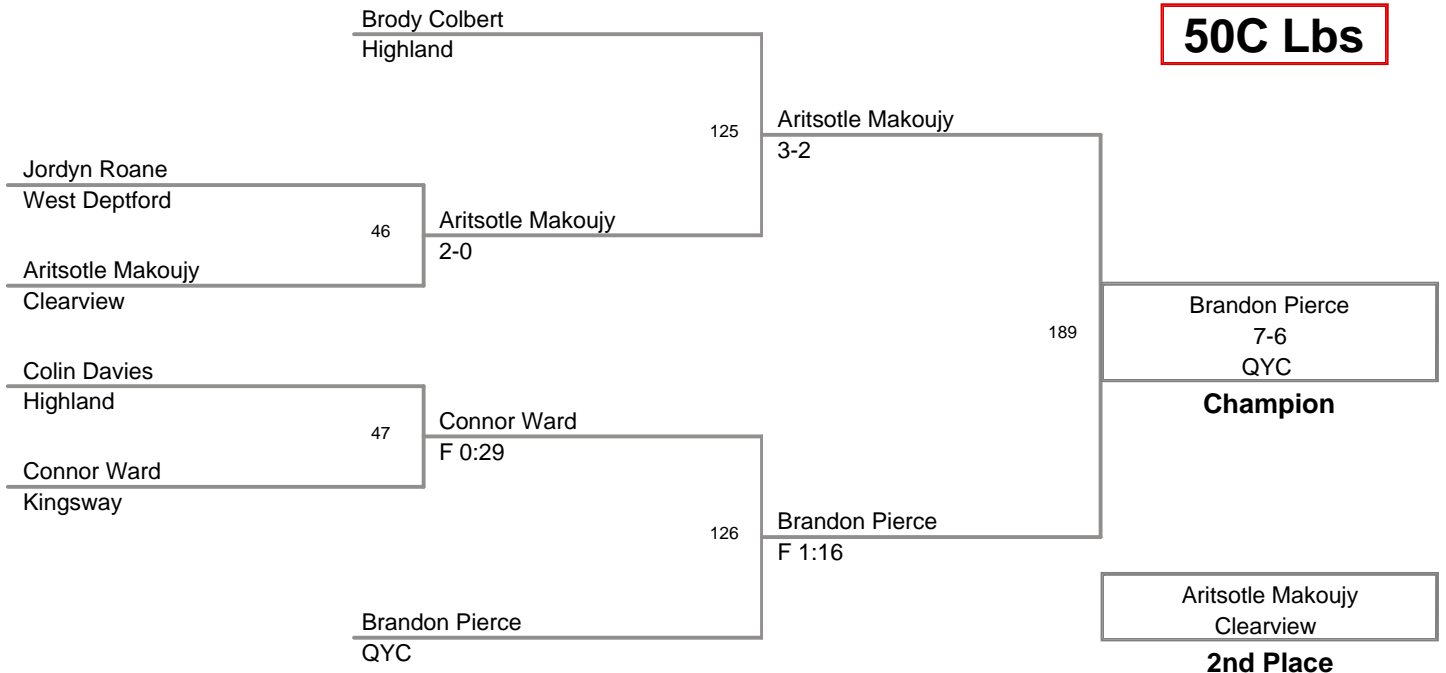 Brody Colbert
Highland
50C Lbs
125
Aritsotle Makoujy
3-2
Jordyn Roane
West Deptford
46
Aritsotle Makoujy
2-0
Aritsotle Makoujy
Clearview
189
Brandon Pierce
7-6
QYC
Champion
Colin Davies
Highland
47
Connor Ward
F 0:29
Connor Ward
Kingsway
126
Brandon Pierce
F 1:16
Brandon Pierce
QYC
Aritsotle Makoujy
Clearview
2nd Place